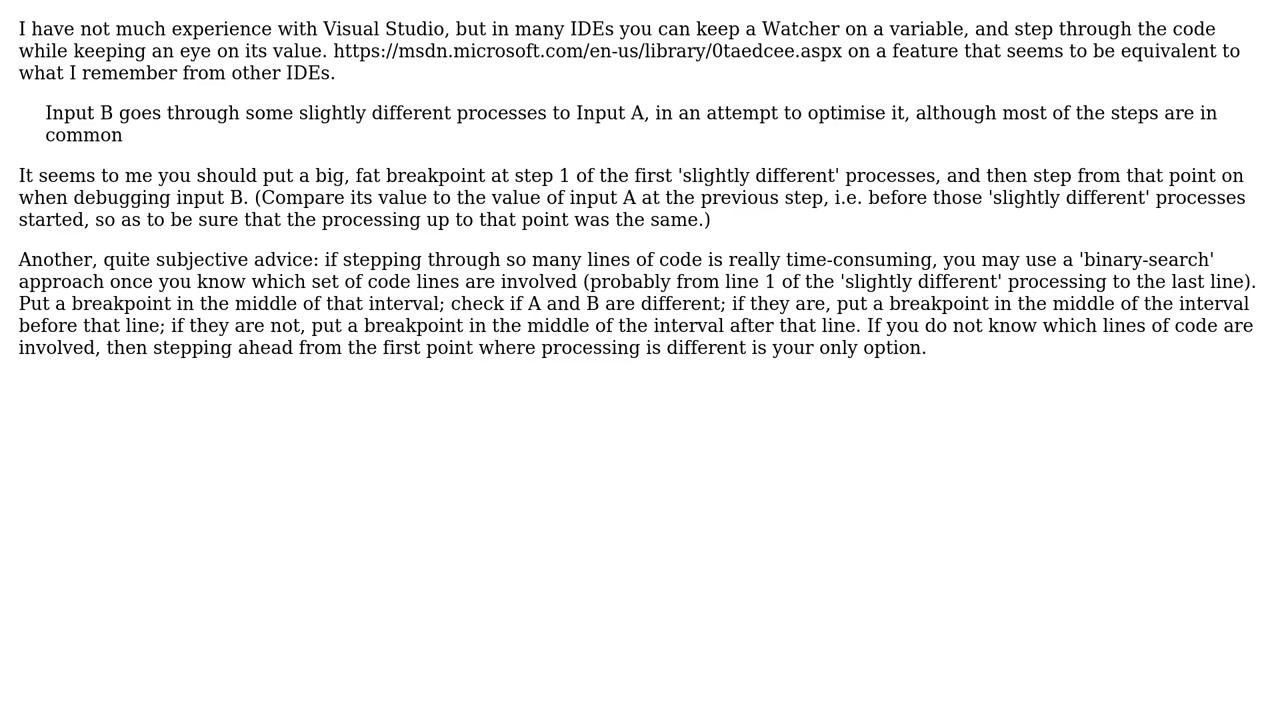 I have not much experience with Visual Studio, but in many IDEs you can keep a Watcher on a variable, and step through the code
while keeping an eye on its value. https://msdn.microsoft.com/en-us/library/0taedcee.aspx on a feature that seems to be equivalent to
what I remember from other IDEs.
Input B goes through some slightly different processes to Input A, in an attempt to optimise it, although most of the steps are in
common
It seems to me you should put a big, fat breakpoint at step 1 of the first 'slightly different' processes, and then step from that point on
when debugging input B. (Compare its value to the value of input A at the previous step, i.e. before those 'slightly different' processes
started, so as to be sure that the processing up to that point was the same.)
Another, quite subjective advice: if stepping through so many lines of code is really time-consuming, you may use a 'binary-search'
approach once you know which set of code lines are involved (probably from line 1 of the 'slightly different' processing to the last line).
Put a breakpoint in the middle of that interval; check if A and B are different; if they are, put a breakpoint in the middle of the interval
before that line; if they are not, put a breakpoint in the middle of the interval after that line. If you do not know which lines of code are
involved, then stepping ahead from the first point where processing is different is your only option.